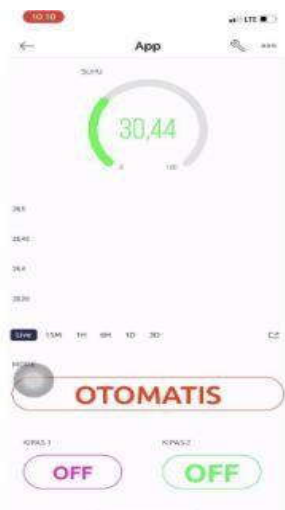 10.10 LTE
App
SUHU
30,44
0 100
Live 15M 1H 6H 1D 3D
MODE
OTOMATIS
KIPAS 1 KIPAS 2
OFF OFF